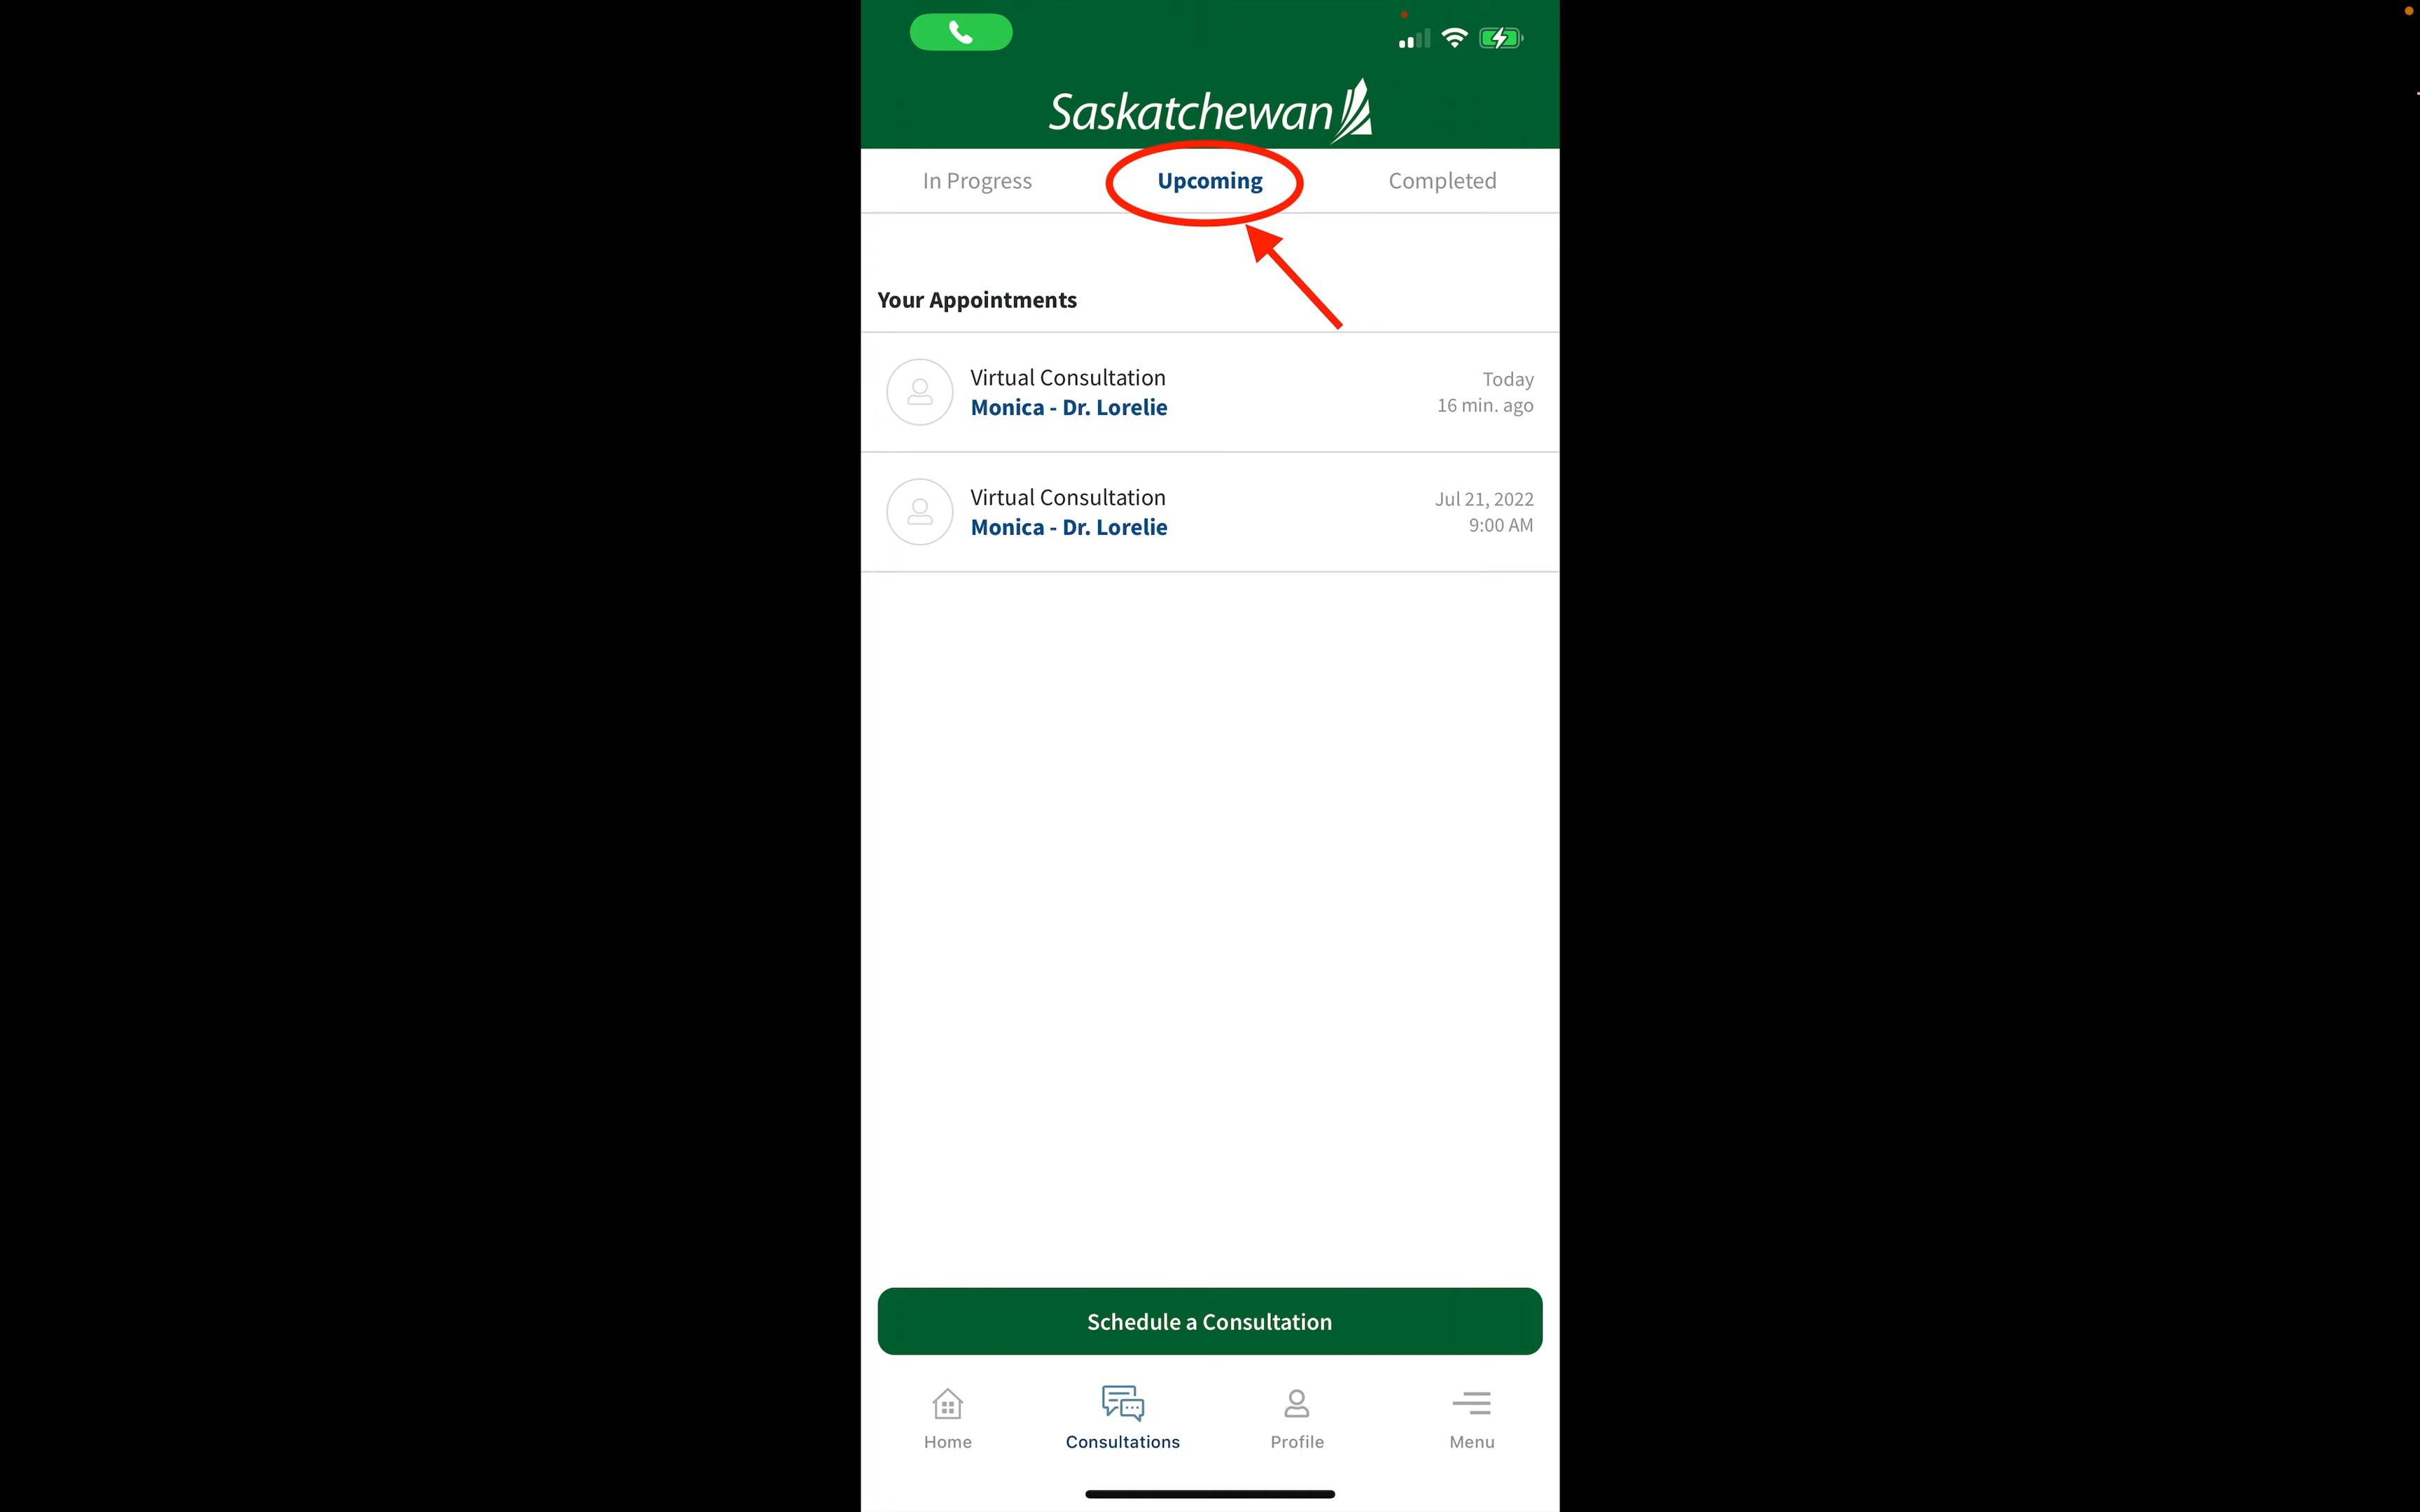 Saskatchewan
In Progress Upcoming Completed
Your Appointments
Virtual Consultation Today
Monica - Dr. Lorelie 16 min. ago
Virtual Consultation Jul 21, 2022
Monica - Dr. Lorelie 9:00 AM
Schedule a Consultation
Home Consultations Profile Menu